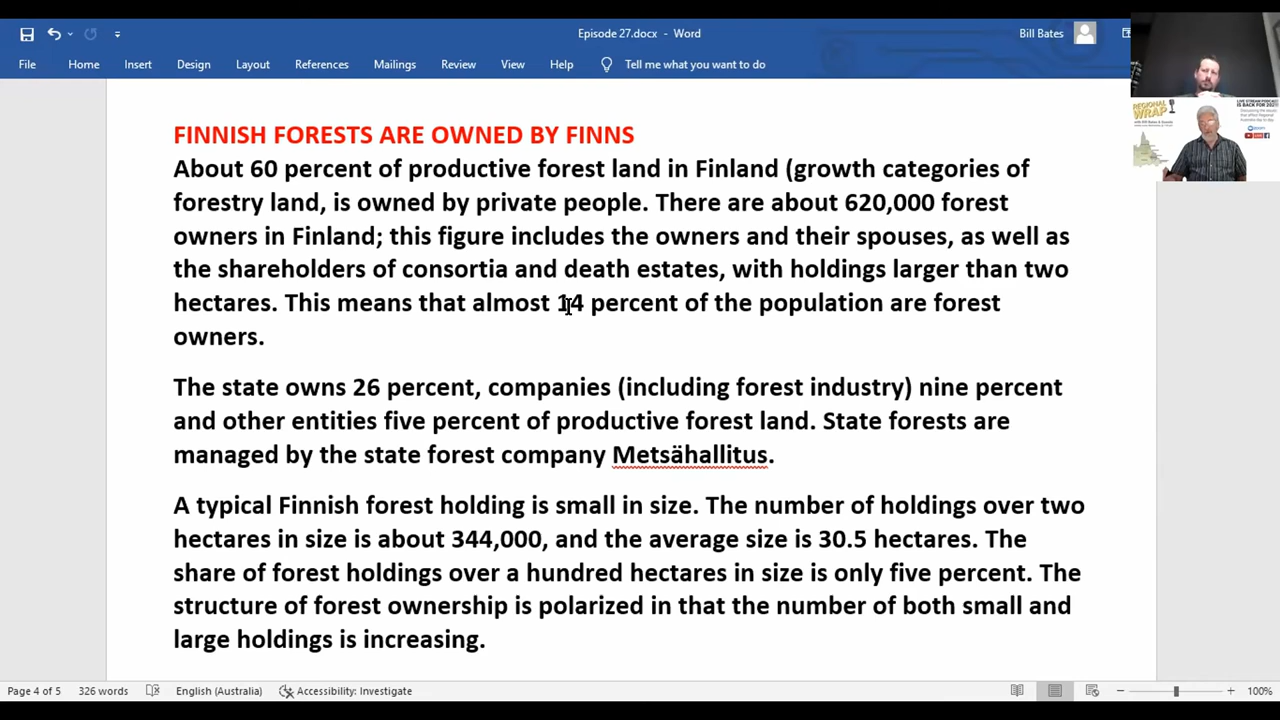 Episode 27.docx - Word
Bill Bates
File Home Insert Design Layout References Mailings Review View Help Tell me what you want to do
REGIONAL
WRAP
LIVE STREAM PODCAST
IS BACK FOR 2021
FINNISH FORESTS ARE OWNED BY FINNS
About 60 percent of productive forest land in Finland (growth categories of
forestry land, is owned by private people. There are about 620,000 forest
owners in Finland; this figure includes the owners and their spouses, as well as
the shareholders of consortia and death estates, with holdings larger than two
hectares. This means that almost 14 percent of the population are forest
owners.
The state owns 26 percent, companies (including forest industry) nine percent
and other entities five percent of productive forest land. State forests are
managed by the state forest company Metsähallitus.
A typical Finnish forest holding is small in size. The number of holdings over two
hectares in size is about 344,000, and the average size is 30.5 hectares. The
share of forest holdings over a hundred hectares in size is only five percent. The
structure of forest ownership is polarized in that the number of both small and
large holdings is increasing.
Page 4 of 5 326 words English (Australia) Accessibility: Investigate 100%